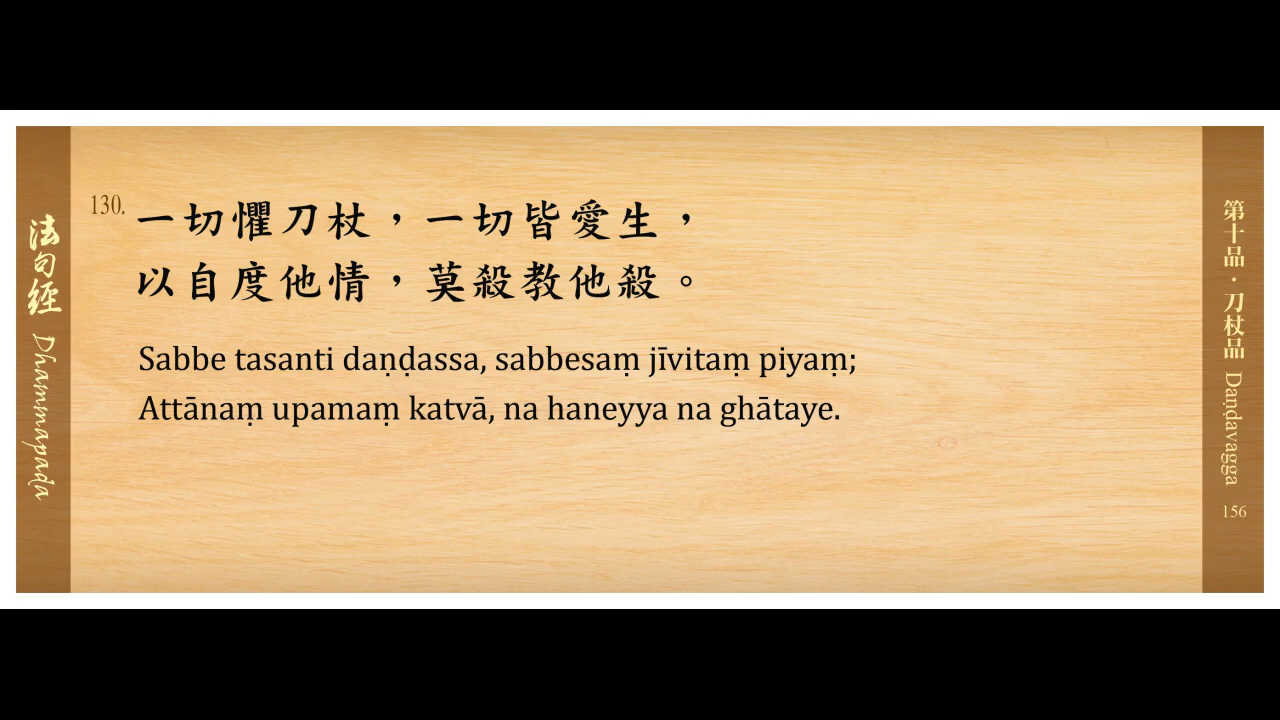 法句經 Dhammapada
130. 一切懼刀杖，一切皆愛生，
以自度他情，莫殺教他殺。
Sabbe tasanti daṇḍassa, sabbesaṃ jīvitaṃ piyaṃ;
Attānaṃ upamaṃ katvā, na haneyya na ghātaye.
第十品．刀杖品 Daṇḍavagga 156